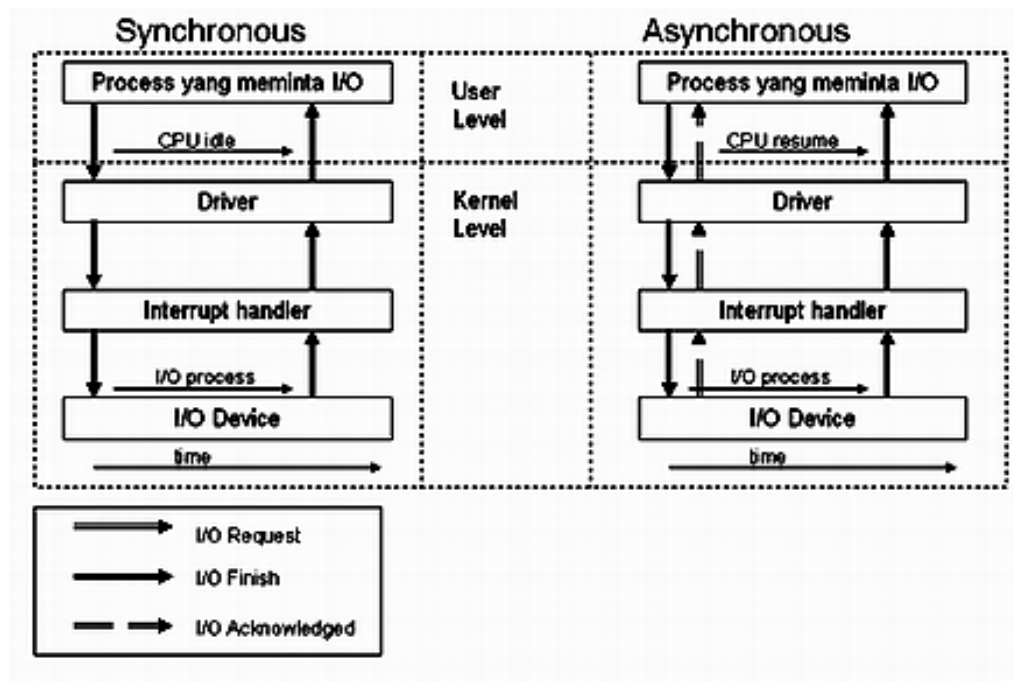 Synchronous
Asynchronous
Process yang meminta I/O
User
Level
Process yang meminta I/O
CPU idle
CPU resume
Driver
Kernel
Level
Driver
Interrupt handler
Interrupt handler
I/O process
I/O process
I/O Device
I/O Device
time
time
I/O Request
I/O Finish
I/O Acknowledged